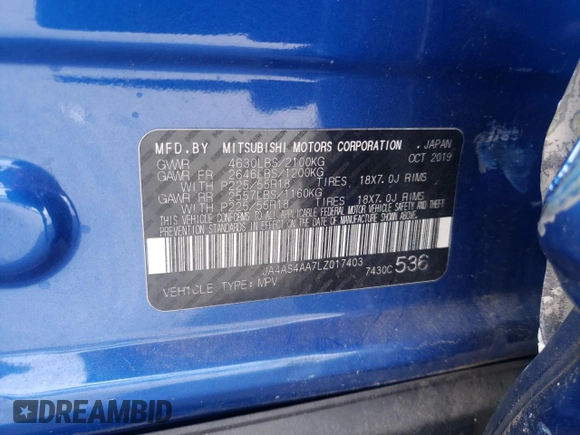 MFD.BY MITSUBISHI MOTORS CORPORATION JAPAN
GVWR 4630LBS/2100KG OCT 2019
GAWR FR 2646LBS/1200KG
WITH P225/55R18 TIRES 18X7.0J RIMS
GAWR RR 2557LBS/1160KG
WITH P225/55R18 TIRES 18X7.0J RIMS
THIS VEHICLE CONFORMS TO ALL APPLICABLE FEDERAL MOTOR VEHICLE SAFETY AND THEFT
PREVENTION STANDARDS IN EFFECT ON THE DATE OF MANUFACTURE SHOWN ABOVE.
JA4AS4AA7LZ017403
7430C 536
VEHICLE TYPE: MPV
DREAMBID